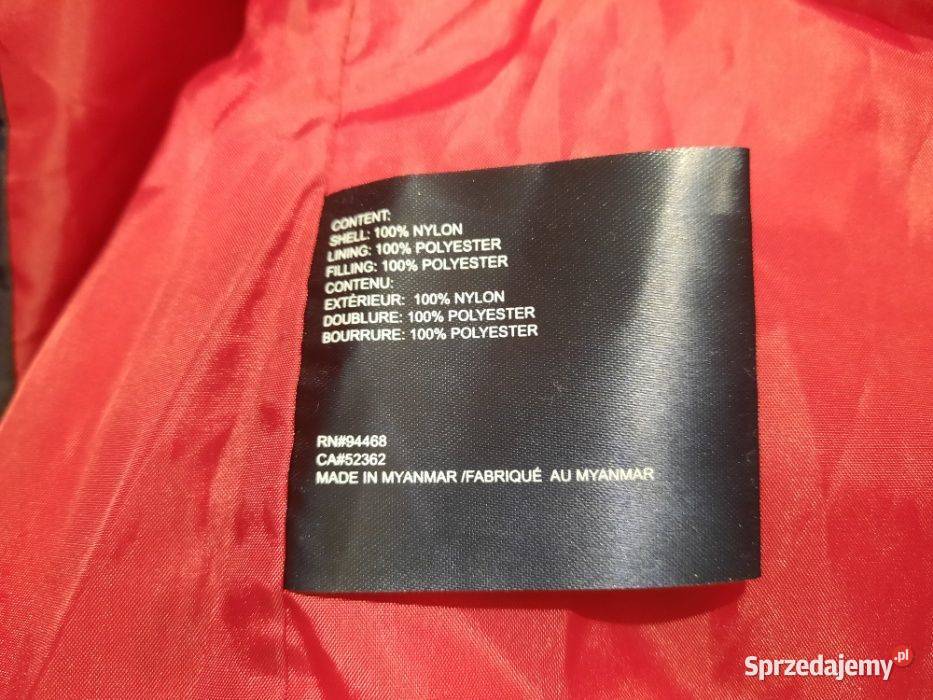 CONTENT:
SHELL: 100% NYLON
LINING: 100% POLYESTER
FILLING: 100% POLYESTER
CONTENU:
EXTÉRIEUR: 100% NYLON
DOUBLURE: 100% POLYESTER
BOURRURE: 100% POLYESTER
RN#94468
CA#52362
MADE IN MYANMAR /FABRIQUÉ AU MYANMAR
Sprzedajemy.pl